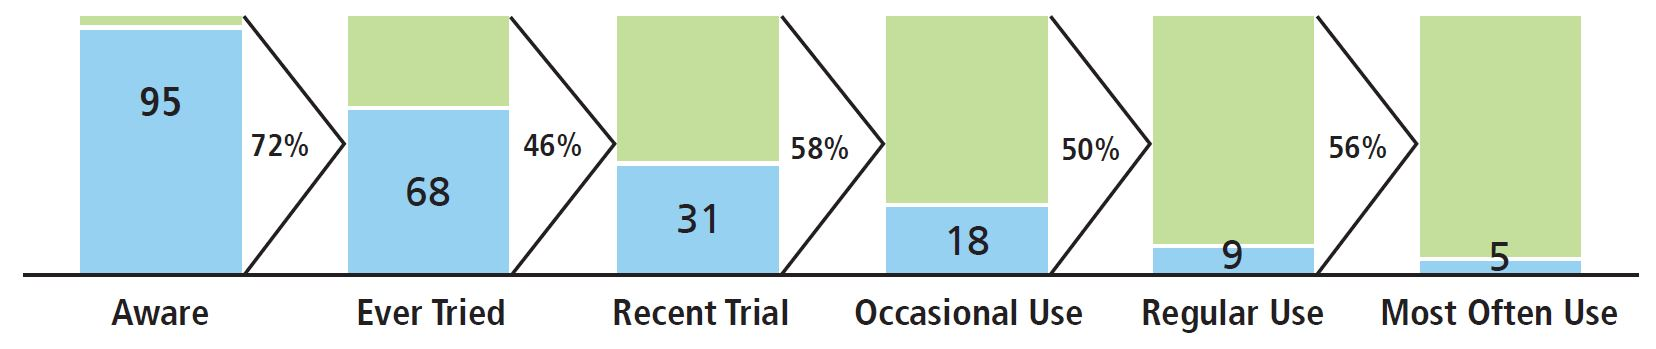 95
72%
68
46%
31
58%
18
50%
9
56%
5
Aware
Ever Tried
Recent Trial
Occasional Use
Regular Use
Most Often Use